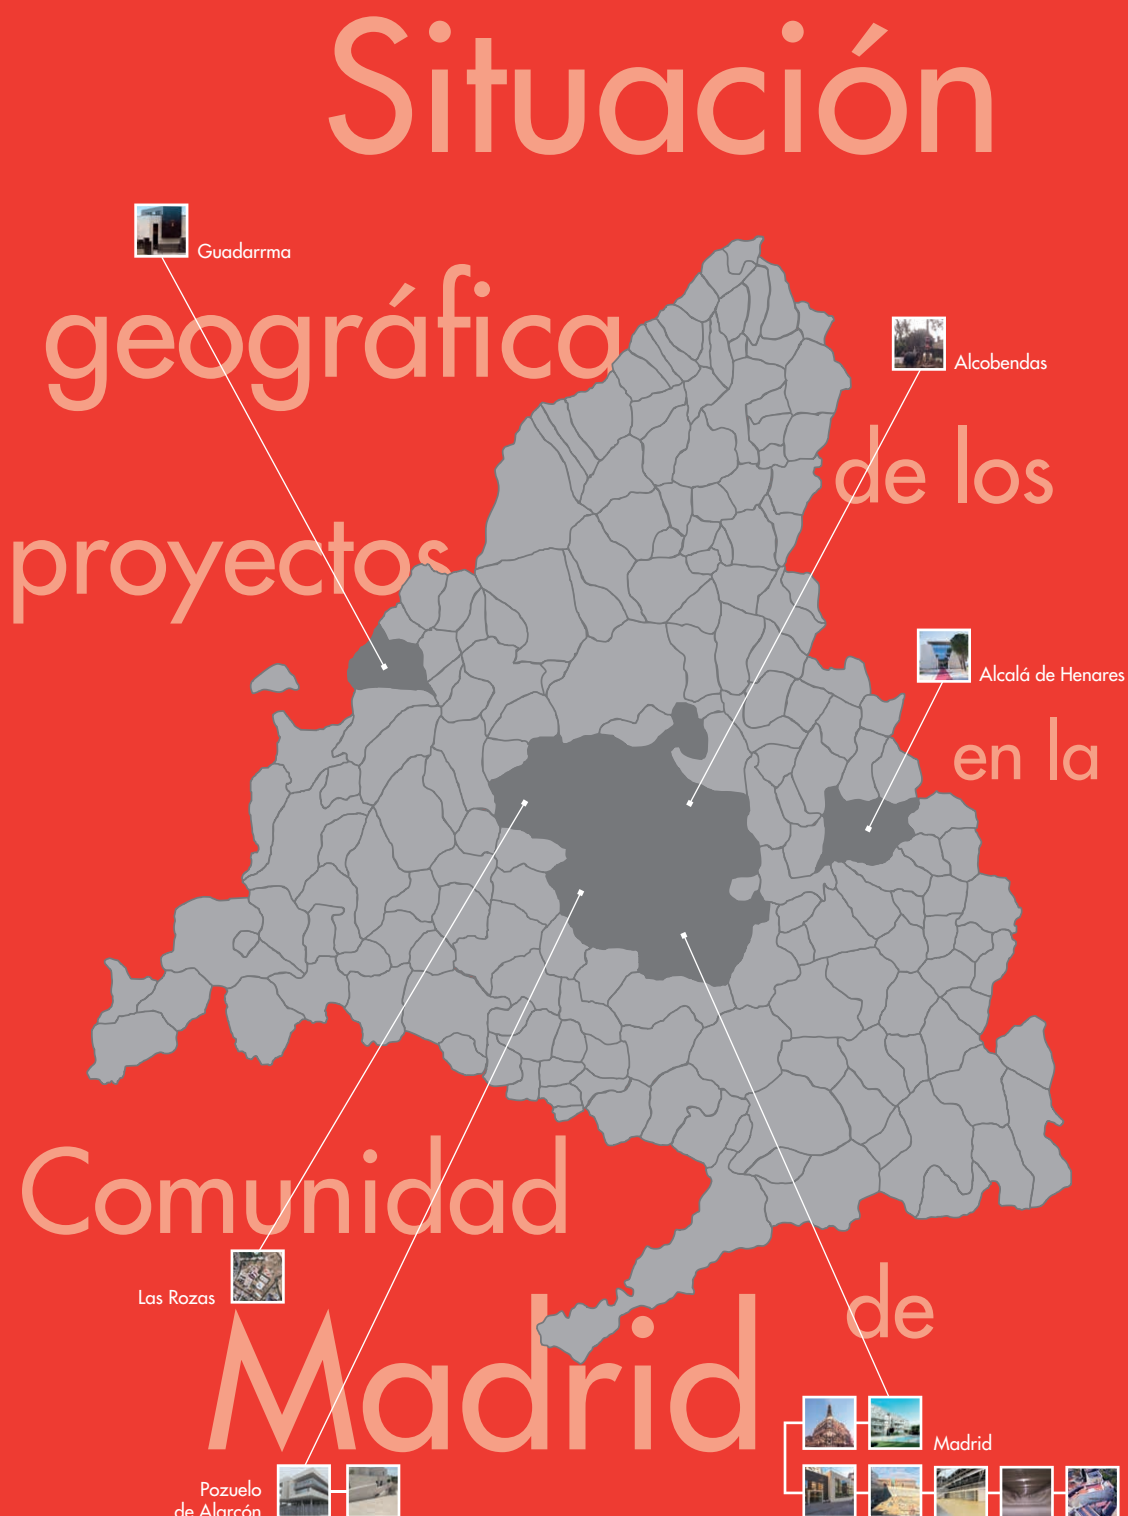 Situación
Guadarrma
geográfica
Alcobendas
de los
proyectos
Alcalá de Henares
en la
Comunidad
Las Rozas
de
Madrid
Madrid
Pozuelo
de Alarcón